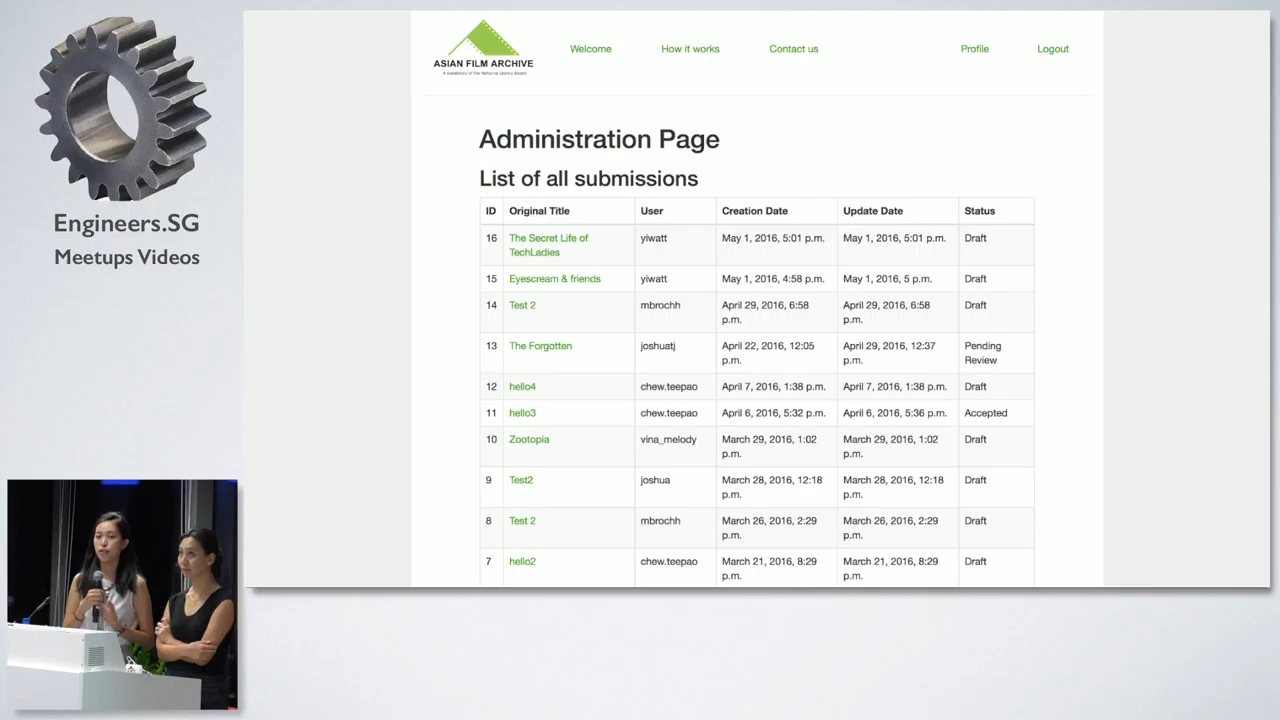 ASIAN FILM ARCHIVE
A subsidiary of the National Library Board
Welcome
How it works
Contact us
Profile
Logout
Engineers.SG
Meetups Videos
Administration Page
List of all submissions
ID Original Title User Creation Date Update Date Status
16 The Secret Life of TechLadies yiwatt May 1, 2016, 5:01 p.m. May 1, 2016, 5:01 p.m. Draft
15 Eyescream & friends yiwatt May 1, 2016, 4:58 p.m. May 1, 2016, 5 p.m. Draft
14 Test 2 mbrochh April 29, 2016, 6:58 p.m. April 29, 2016, 6:58 p.m. Draft
13 The Forgotten joshuatj April 22, 2016, 12:05 p.m. April 29, 2016, 12:37 p.m. Pending Review
12 hello4 chew.teepao April 7, 2016, 1:38 p.m. April 7, 2016, 1:38 p.m. Draft
11 hello3 chew.teepao April 6, 2016, 5:32 p.m. April 6, 2016, 5:36 p.m. Accepted
10 Zootopia vina_melody March 29, 2016, 1:02 p.m. March 29, 2016, 1:02 p.m. Draft
9 Test2 joshua March 28, 2016, 12:18 p.m. March 28, 2016, 12:18 p.m. Draft
8 Test 2 mbrochh March 26, 2016, 2:29 p.m. March 26, 2016, 2:29 p.m. Draft
7 hello2 chew.teepao March 21, 2016, 8:29 p.m. March 21, 2016, 8:29 p.m. Draft